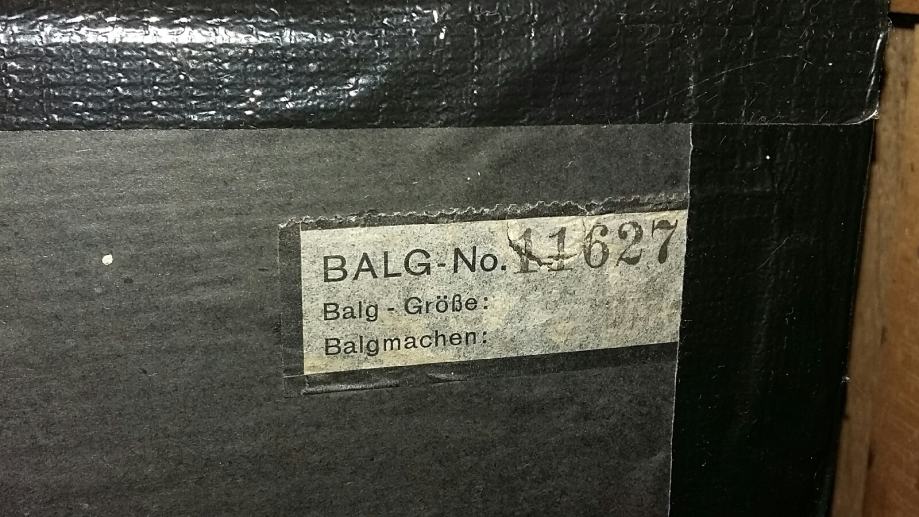 BALG-No. 11627
Balg - Größe:
Balgmachen: